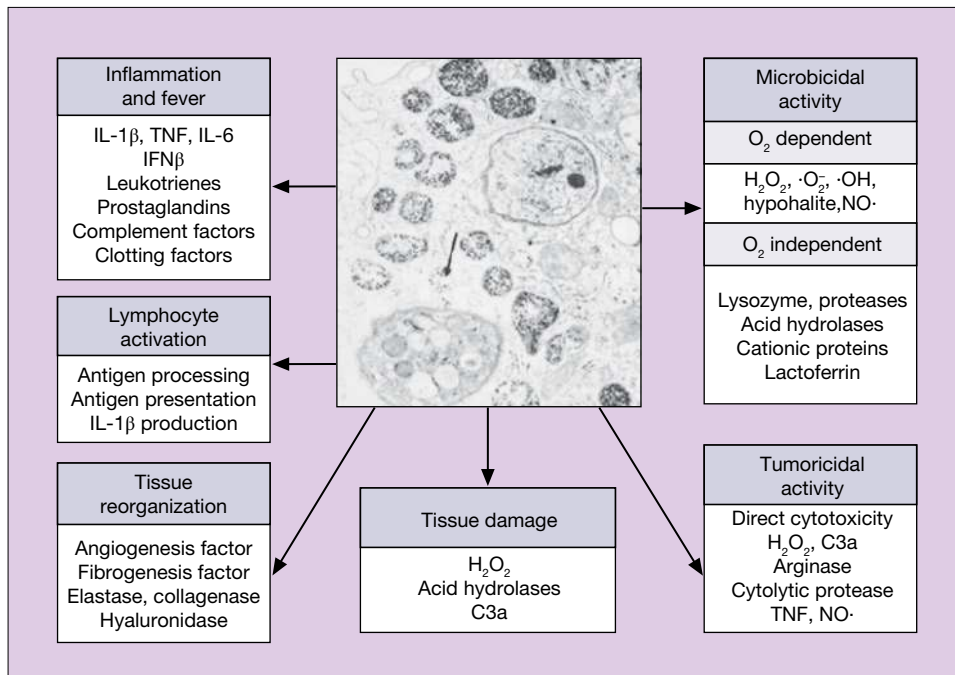 Inflammation
and fever
IL-1β, TNF, IL-6
IFNβ
Leukotrienes
Prostaglandins
Complement factors
Clotting factors
Lymphocyte
activation
Antigen processing
Antigen presentation
IL-1β production
Tissue
reorganization
Angiogenesis factor
Fibrogenesis factor
Elastase, collagenase
Hyaluronidase
Tissue damage
H₂O₂
Acid hydrolases
C3a
Microbicidal
activity
O₂ dependent
H₂O₂, ·O₂⁻, ·OH,
hypohalite,NO·
O₂ independent
Lysozyme, proteases
Acid hydrolases
Cationic proteins
Lactoferrin
Tumoricidal
activity
Direct cytotoxicity
H₂O₂, C3a
Arginase
Cytolytic protease
TNF, NO·